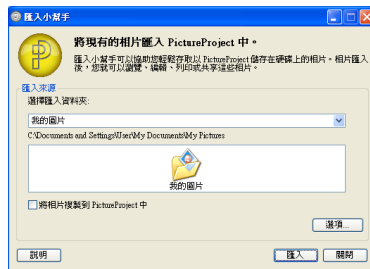 匯入小幫手
將現有的相片匯入 PictureProject 中。
匯入小幫手可以協助您輕鬆存取以 PictureProject 儲存在硬碟上的相片。相片匯入
後，您就可以瀏覽、編輯、列印或共享這些相片。
匯入來源
選擇匯入資料夾:
我的圖片
C:\Documents and Settings\User\My Documents\My Pictures
我的圖片
將相片複製到 PictureProject 中
選項...
說明
匯入
關閉